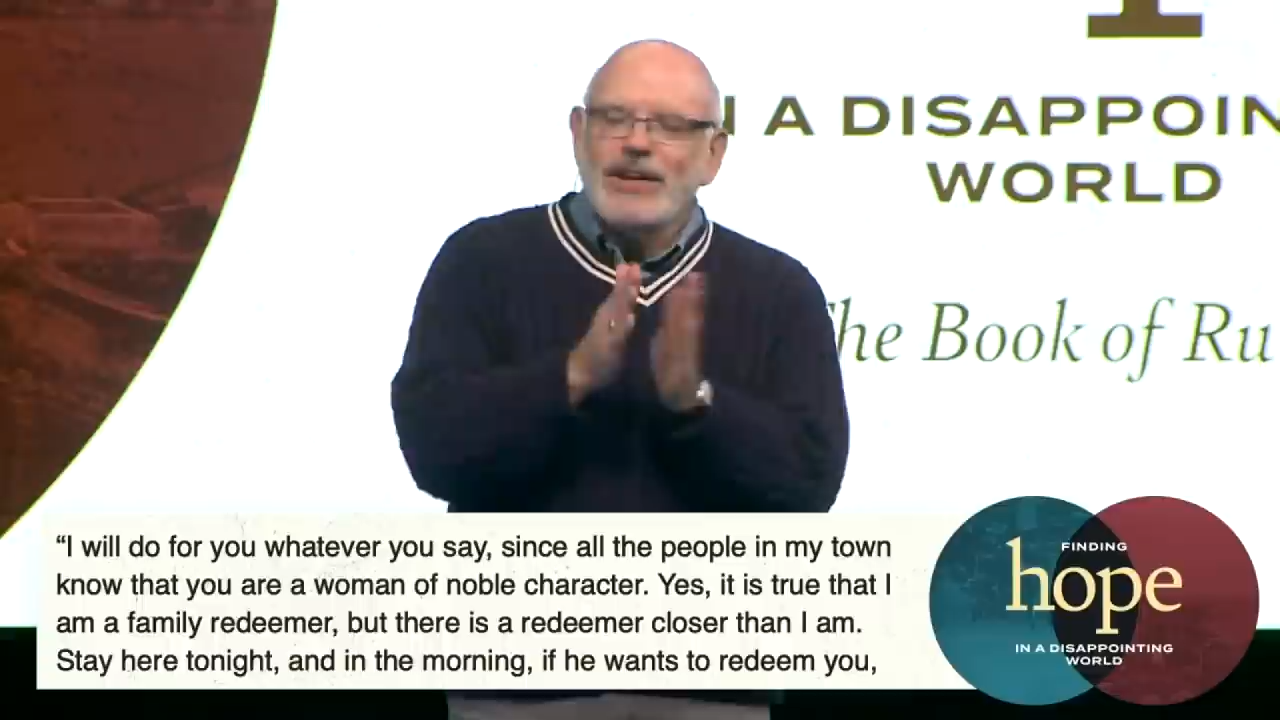 IN A DISAPPOIN
WORLD
The Book of Ru
“I will do for you whatever you say, since all the people in my town
know that you are a woman of noble character. Yes, it is true that I
am a family redeemer, but there is a redeemer closer than I am.
Stay here tonight, and in the morning, if he wants to redeem you,
FINDING
hope
IN A DISAPPOINTING
WORLD